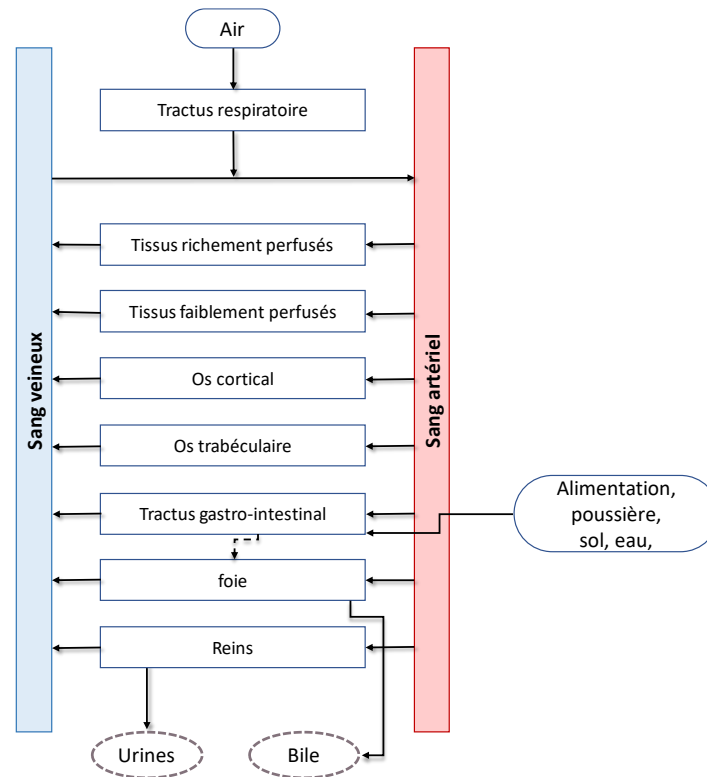 Air
Tractus respiratoire
Tissus richement perfusés
Tissus faiblement perfusés
Sang veineux
Sang artériel
Os cortical
Os trabéculaire
Tractus gastro-intestinal
Alimentation,
poussière,
sol, eau,
foie
Reins
Urines
Bile